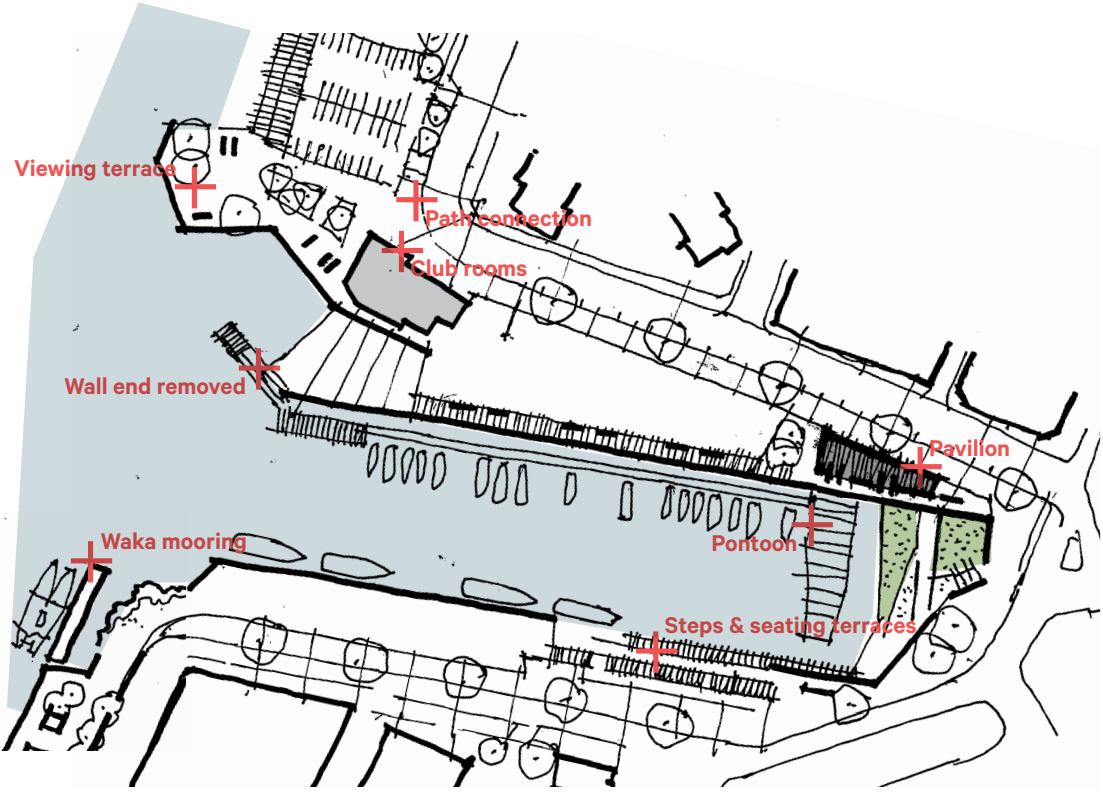 Viewing terrace
Path connection
Club rooms
Wall end removed
Pavilion
Waka mooring
Pontoon
Steps & seating terraces